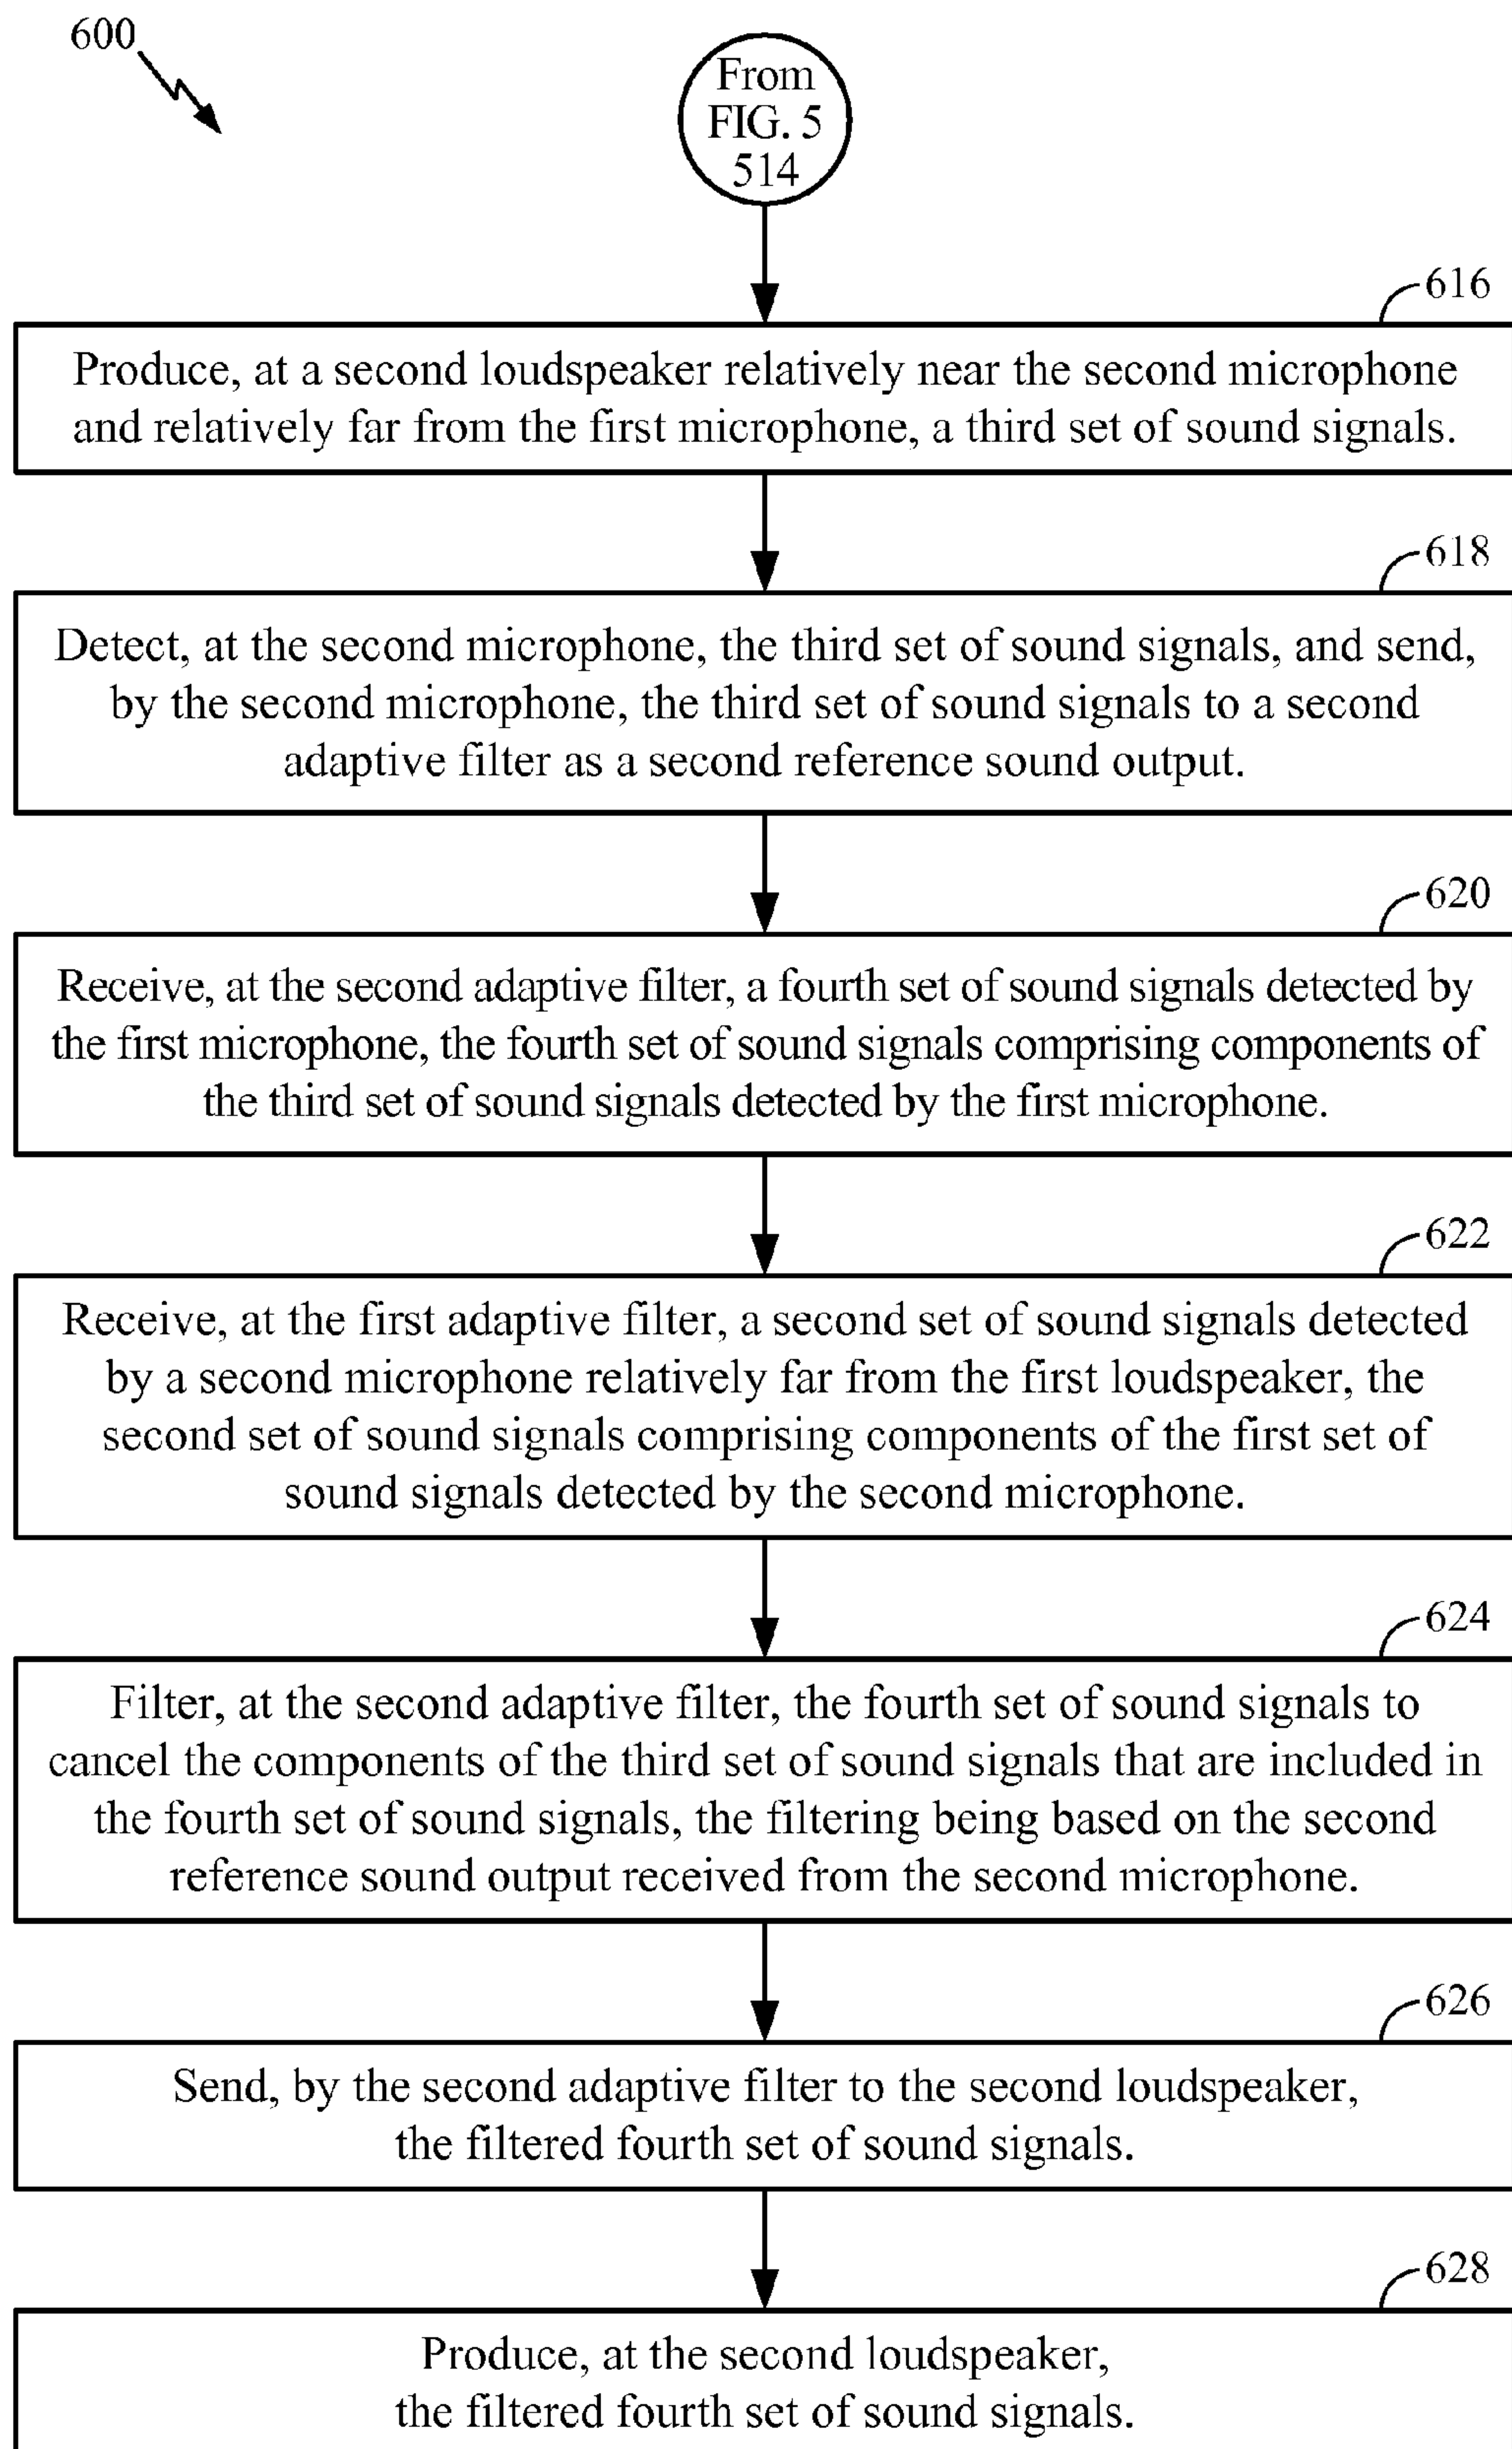 600
From
FIG. 5
514
616
Produce, at a second loudspeaker relatively near the second microphone
and relatively far from the first microphone, a third set of sound signals.
618
Detect, at the second microphone, the third set of sound signals, and send,
by the second microphone, the third set of sound signals to a second
adaptive filter as a second reference sound output.
620
Receive, at the second adaptive filter, a fourth set of sound signals detected by
the first microphone, the fourth set of sound signals comprising components of
the third set of sound signals detected by the first microphone.
622
Receive, at the first adaptive filter, a second set of sound signals detected
by a second microphone relatively far from the first loudspeaker, the
second set of sound signals comprising components of the first set of
sound signals detected by the second microphone.
624
Filter, at the second adaptive filter, the fourth set of sound signals to
cancel the components of the third set of sound signals that are included in
the fourth set of sound signals, the filtering being based on the second
reference sound output received from the second microphone.
626
Send, by the second adaptive filter to the second loudspeaker,
the filtered fourth set of sound signals.
628
Produce, at the second loudspeaker,
the filtered fourth set of sound signals.